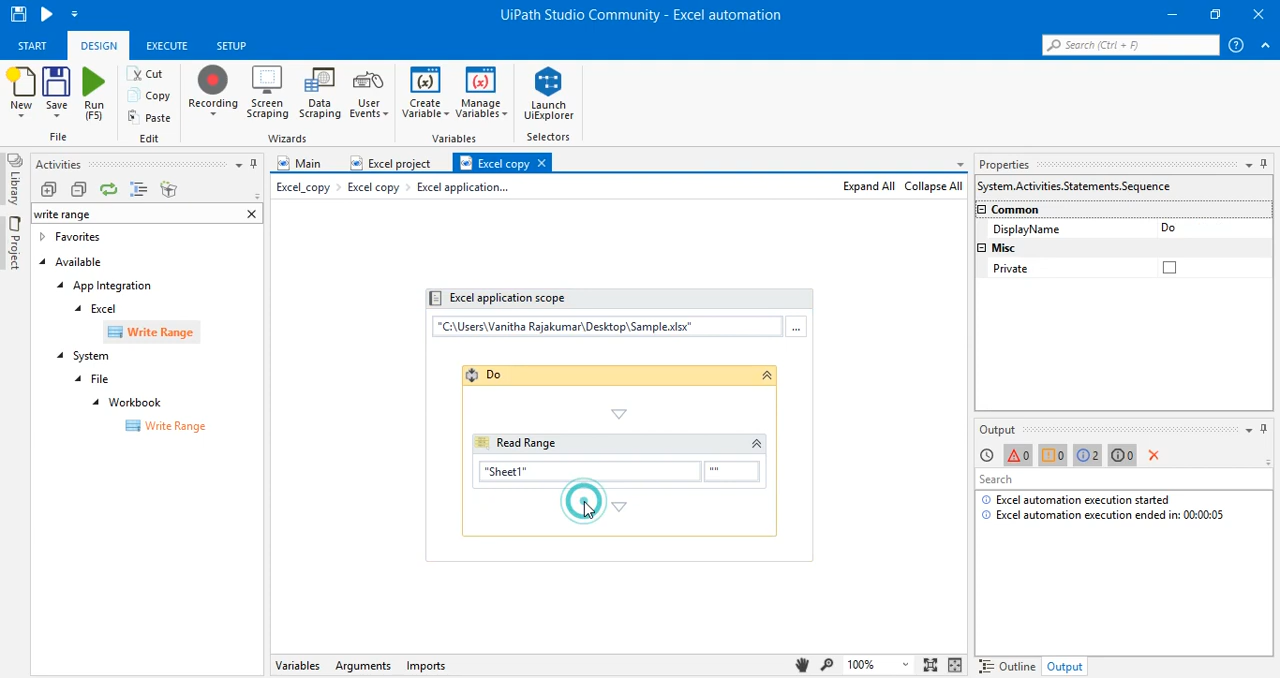 UiPath Studio Community - Excel automation
START DESIGN EXECUTE SETUP
Search (Ctrl + F)
New Save Run (F5) Cut Copy Paste
File Edit
Recording Screen Scraping Data Scraping User Events
Wizards
Create Variable Manage Variables
Variables
Launch UiExplorer
Selectors
Library
Project
Activities
write range
Favorites
Available
App Integration
Excel
Write Range
System
File
Workbook
Write Range
Main Excel project Excel copy
Excel_copy Excel copy Excel application...
Expand All Collapse All
Excel application scope
"C:\Users\Vanitha Rajakumar\Desktop\Sample.xlsx"
...
Do
Read Range
"Sheet1" ""
Variables Arguments Imports
100%
Properties
System.Activities.Statements.Sequence
Common
DisplayName Do
Misc
Private
Output
0 0 2 0
Search
Excel automation execution started
Excel automation execution ended in: 00:00:05
Outline Output